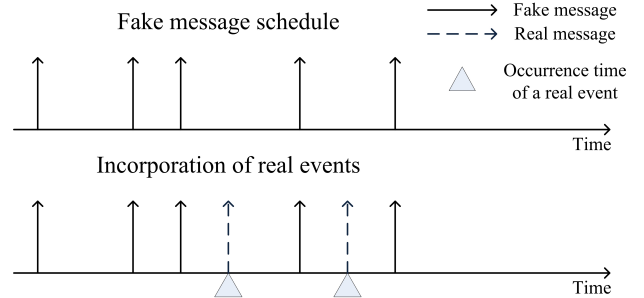 Fake message schedule
Fake message
Real message
Occurrence time
of a real event
Time
Incorporation of real events
Time